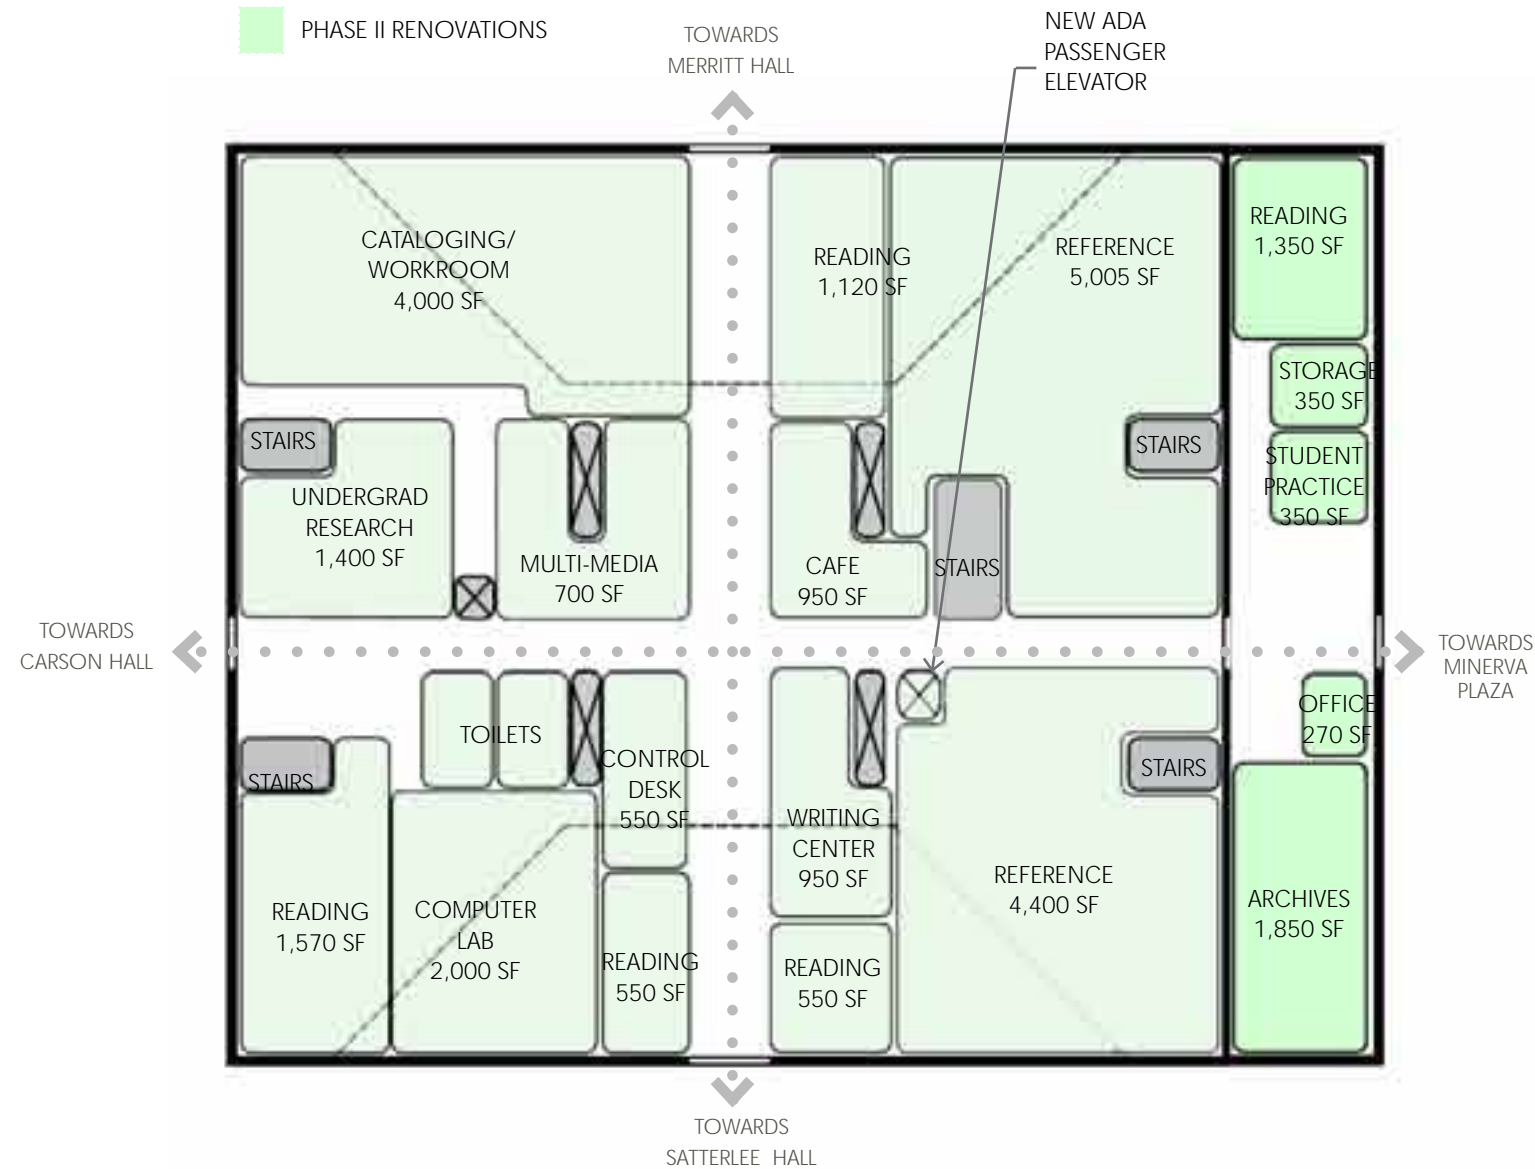 PHASE II RENOVATIONS
TOWARDS
MERRITT HALL
NEW ADA
PASSENGER
ELEVATOR
CATALOGING/
WORKROOM
4,000 SF
READING
1,120 SF
REFERENCE
5,005 SF
READING
1,350 SF
STORAGE
350 SF
STAIRS
UNDERGRAD
RESEARCH
1,400 SF
MULTI-MEDIA
700 SF
CAFE
950 SF
STAIRS
STAIRS
STUDENT
PRACTICE
350 SF
TOWARDS
CARSON HALL
TOWARDS
MINERVA
PLAZA
STAIRS
TOILETS
CONTROL
DESK
550 SF
WRITING
CENTER
950 SF
STAIRS
OFFICE
270 SF
READING
1,570 SF
COMPUTER
LAB
2,000 SF
READING
550 SF
READING
550 SF
REFERENCE
4,400 SF
ARCHIVES
1,850 SF
TOWARDS
SATTERLEE HALL